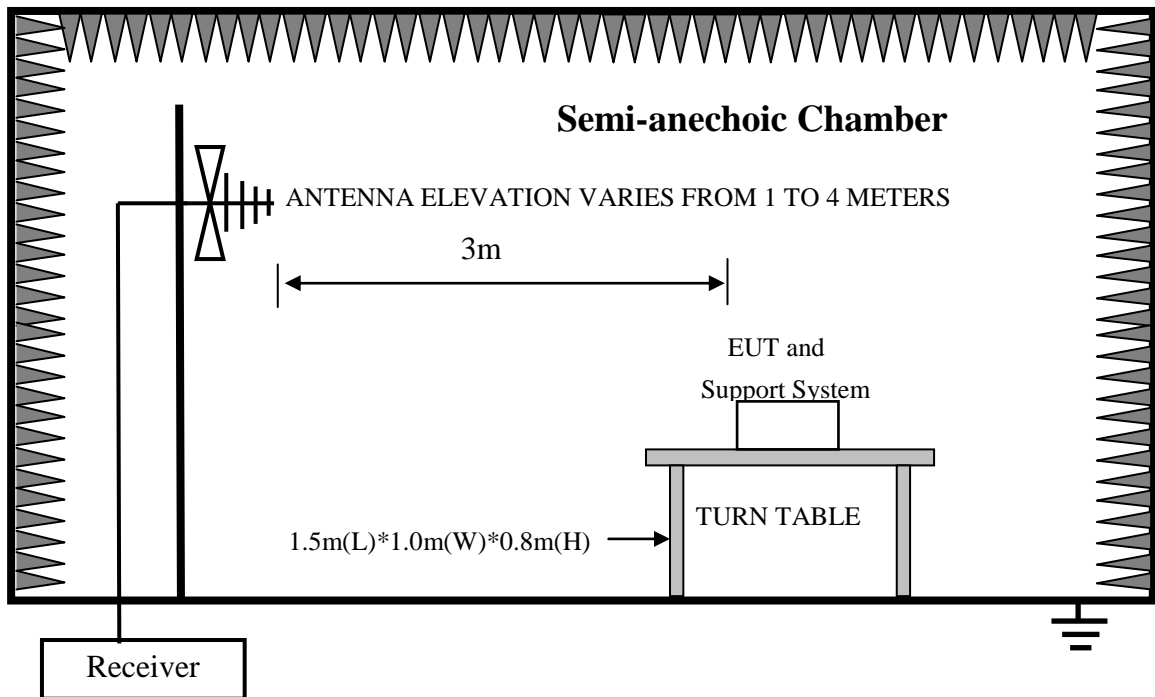 Semi-anechoic Chamber
ANTENNA ELEVATION VARIES FROM 1 TO 4 METERS
3m
EUT and
Support System
TURN TABLE
1.5m(L)*1.0m(W)*0.8m(H)
Receiver